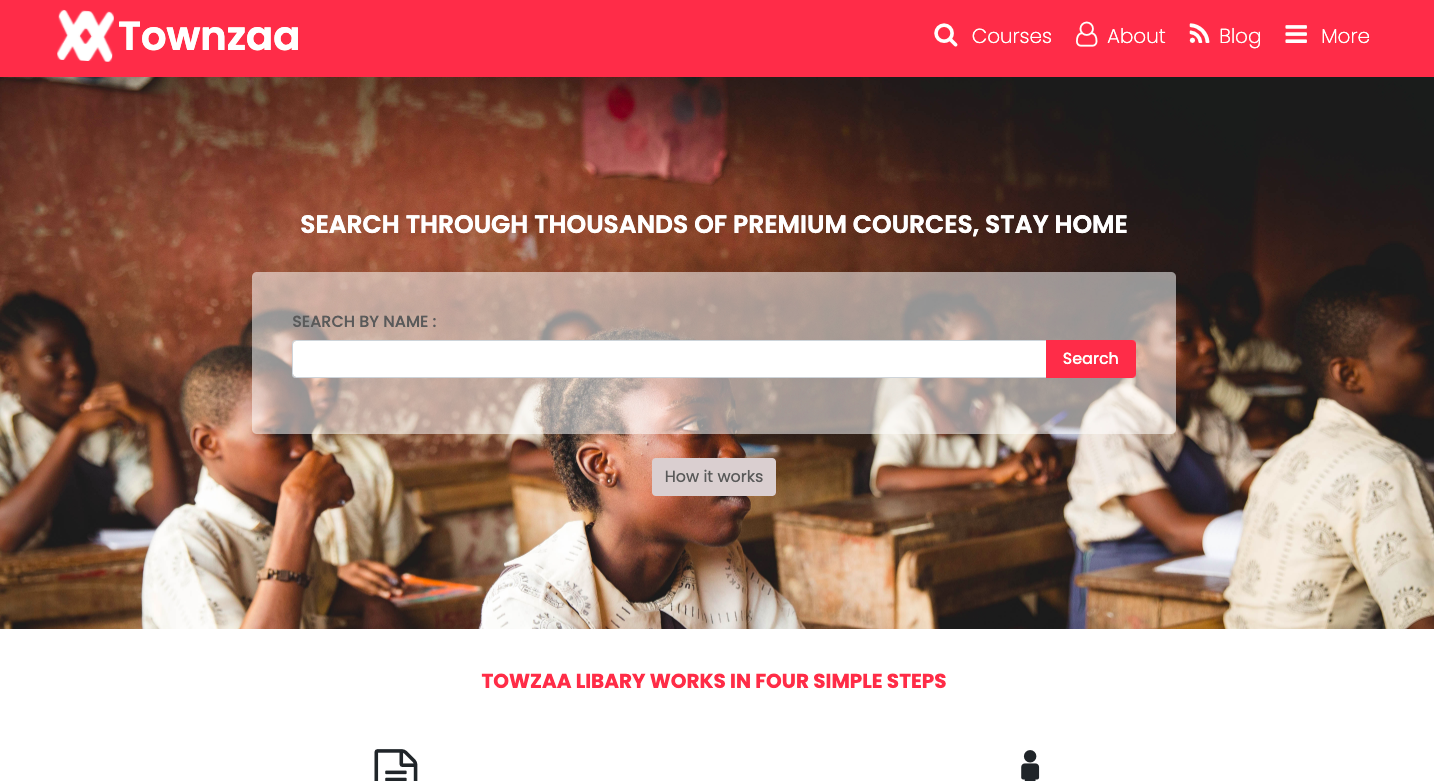 Townzaa
Courses About Blog More
SEARCH THROUGH THOUSANDS OF PREMIUM COURCES, STAY HOME
SEARCH BY NAME :
Search
How it works
TOWZAA LIBARY WORKS IN FOUR SIMPLE STEPS